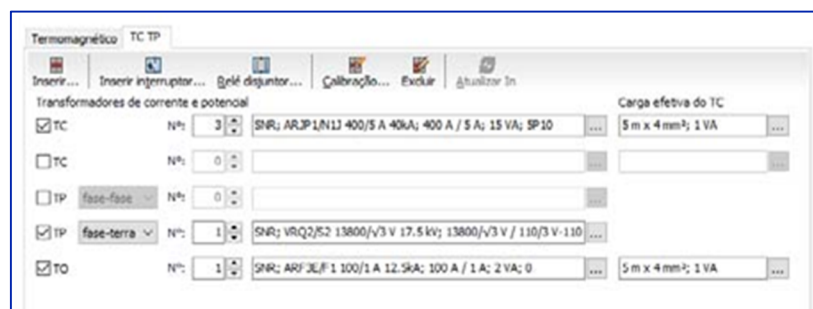 Termomagnético TC TP
Inserir... Inserir interruptor... Relé disjuntor... Calibração... Excluir Atualizar In
Transformadores de corrente e potencial Carga efetiva do TC
TC Nº: 3 SNR; ARJP1/N1J 400/5 A 40kA; 400 A / 5 A; 15 VA; 5P10 ... 5 m x 4 mm²; 1 VA ...
TC Nº: 0 ... ...
TP fase-fase Nº: 0 ...
TP fase-terra Nº: 1 SNR; VRQ2/S2 13800/√3 V 17.5 kV; 13800/√3 V / 110/3 V-110 ...
TO Nº: 1 SNR; ARF3E/F1 100/1 A 12.5kA; 100 A / 1 A; 2 VA; 0 ... 5 m x 4 mm²; 1 VA ...